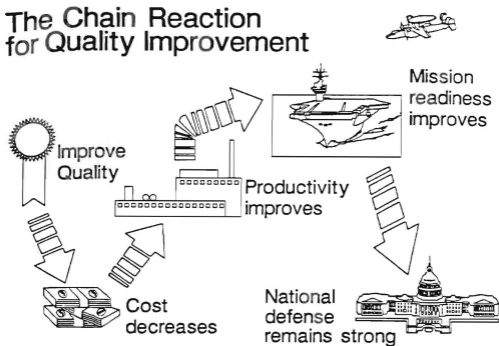 The Chain Reaction
for Quality Improvement
Improve
Quality
Cost
decreases
Productivity
improves
Mission
readiness
improves
National
defense
remains strong